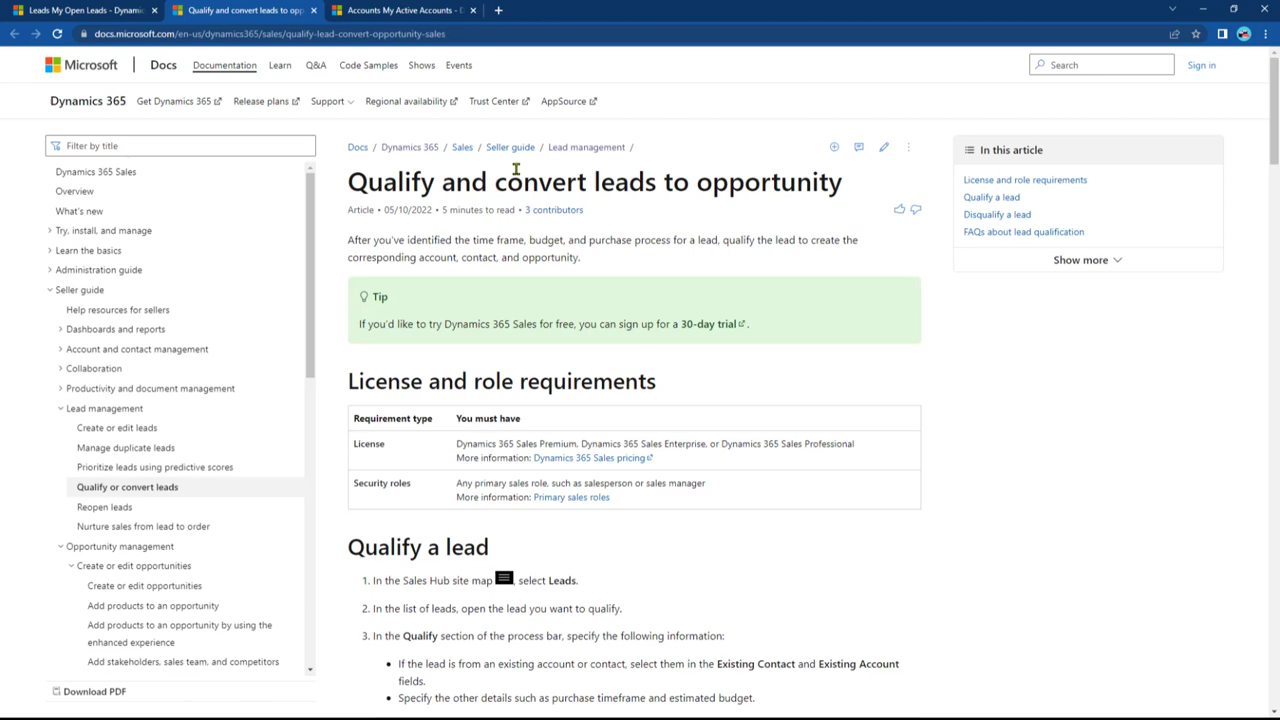 Leads My Open Leads - Dynamic
Qualify and convert leads to opp
Accounts My Active Accounts - D
docs.microsoft.com/en-us/dynamics365/sales/qualify-lead-convert-opportunity-sales
Microsoft
Docs
Documentation
Learn
Q&A
Code Samples
Shows
Events
Search
Sign in
Dynamics 365
Get Dynamics 365
Release plans
Support
Regional availability
Trust Center
AppSource
Filter by title
Dynamics 365 Sales
Overview
What's new
Try, install, and manage
Learn the basics
Administration guide
Seller guide
Help resources for sellers
Dashboards and reports
Account and contact management
Collaboration
Productivity and document management
Lead management
Create or edit leads
Manage duplicate leads
Prioritize leads using predictive scores
Qualify or convert leads
Reopen leads
Nurture sales from lead to order
Opportunity management
Create or edit opportunities
Create or edit opportunities
Add products to an opportunity
Add products to an opportunity by using the
enhanced experience
Add stakeholders, sales team, and competitors
Download PDF
Docs / Dynamics 365 / Sales / Seller guide / Lead management /
Qualify and convert leads to opportunity
Article • 05/10/2022 • 5 minutes to read • 3 contributors
After you've identified the time frame, budget, and purchase process for a lead, qualify the lead to create the
corresponding account, contact, and opportunity.
Tip
If you'd like to try Dynamics 365 Sales for free, you can sign up for a 30-day trial.
License and role requirements
Requirement type You must have
License Dynamics 365 Sales Premium, Dynamics 365 Sales Enterprise, or Dynamics 365 Sales Professional
More information: Dynamics 365 Sales pricing
Security roles Any primary sales role, such as salesperson or sales manager
More information: Primary sales roles
Qualify a lead
1. In the Sales Hub site map , select Leads.
2. In the list of leads, open the lead you want to qualify.
3. In the Qualify section of the process bar, specify the following information:
• If the lead is from an existing account or contact, select them in the Existing Contact and Existing Account
fields.
• Specify the other details such as purchase timeframe and estimated budget.
In this article
License and role requirements
Qualify a lead
Disqualify a lead
FAQs about lead qualification
Show more